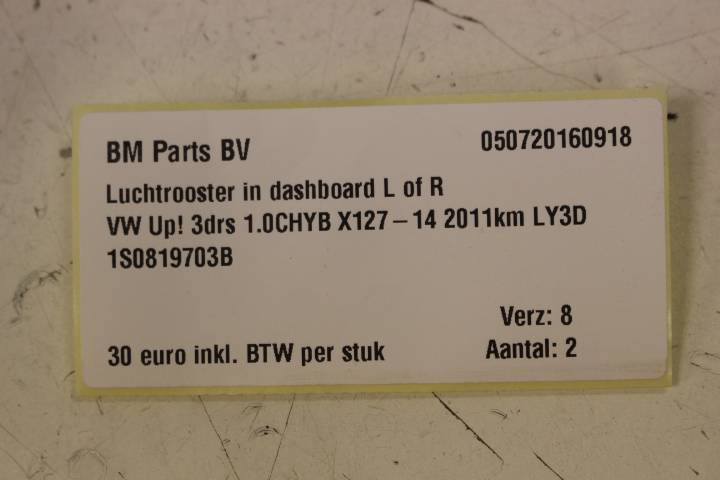 BM Parts BV 050720160918
Luchtrooster in dashboard L of R
VW Up! 3drs 1.0CHYB X127 – 14 2011km LY3D
1S0819703B
Verz: 8
30 euro inkl. BTW per stuk Aantal: 2